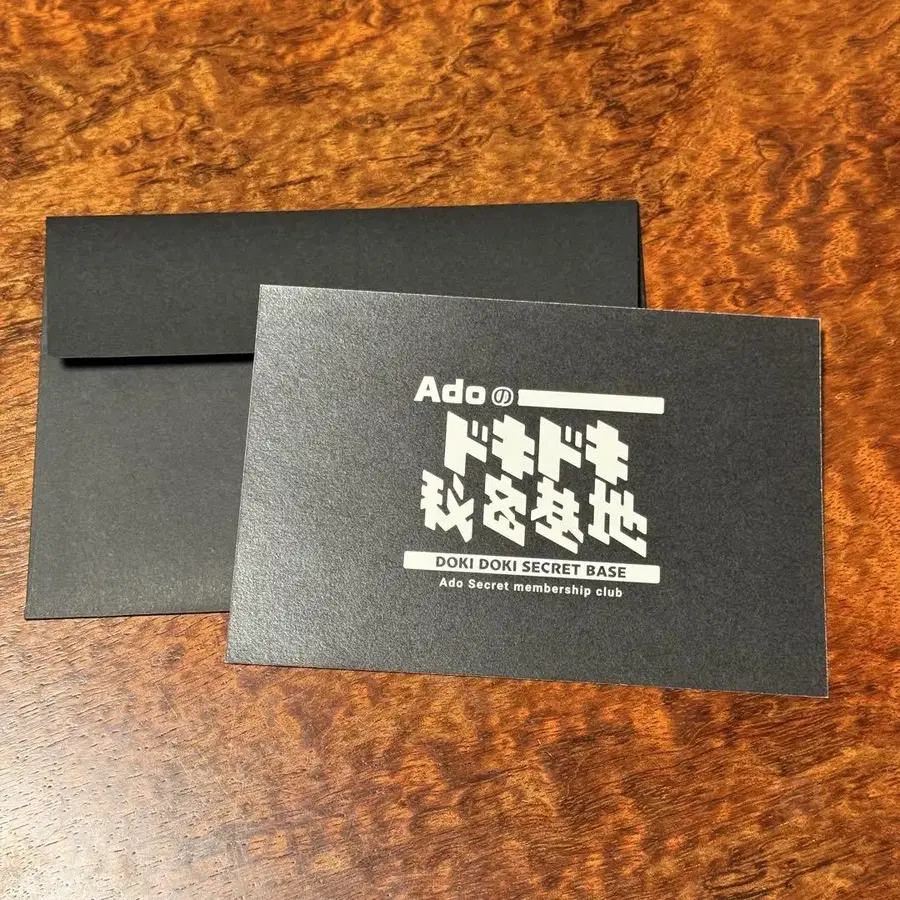 Adoの
ドキドキ
秘密基地
DOKI DOKI SECRET BASE
Ado Secret membership club